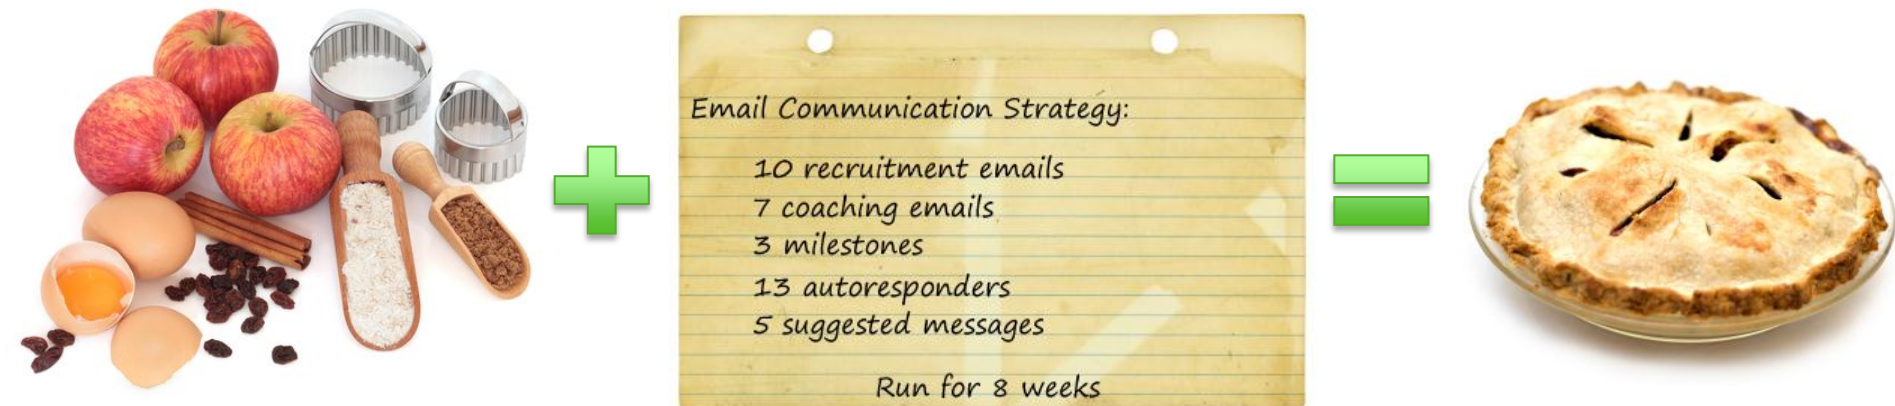 Email Communication Strategy:
10 recruitment emails
7 coaching emails
3 milestones
13 autoresponders
5 suggested messages
Run for 8 weeks